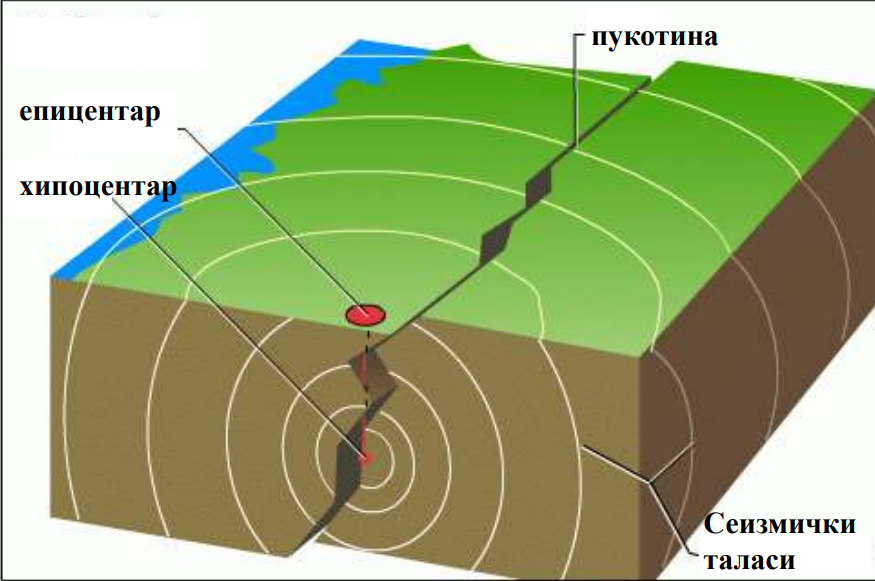 пукотина
епицентар
хипоцентар
Сеизмички
таласи